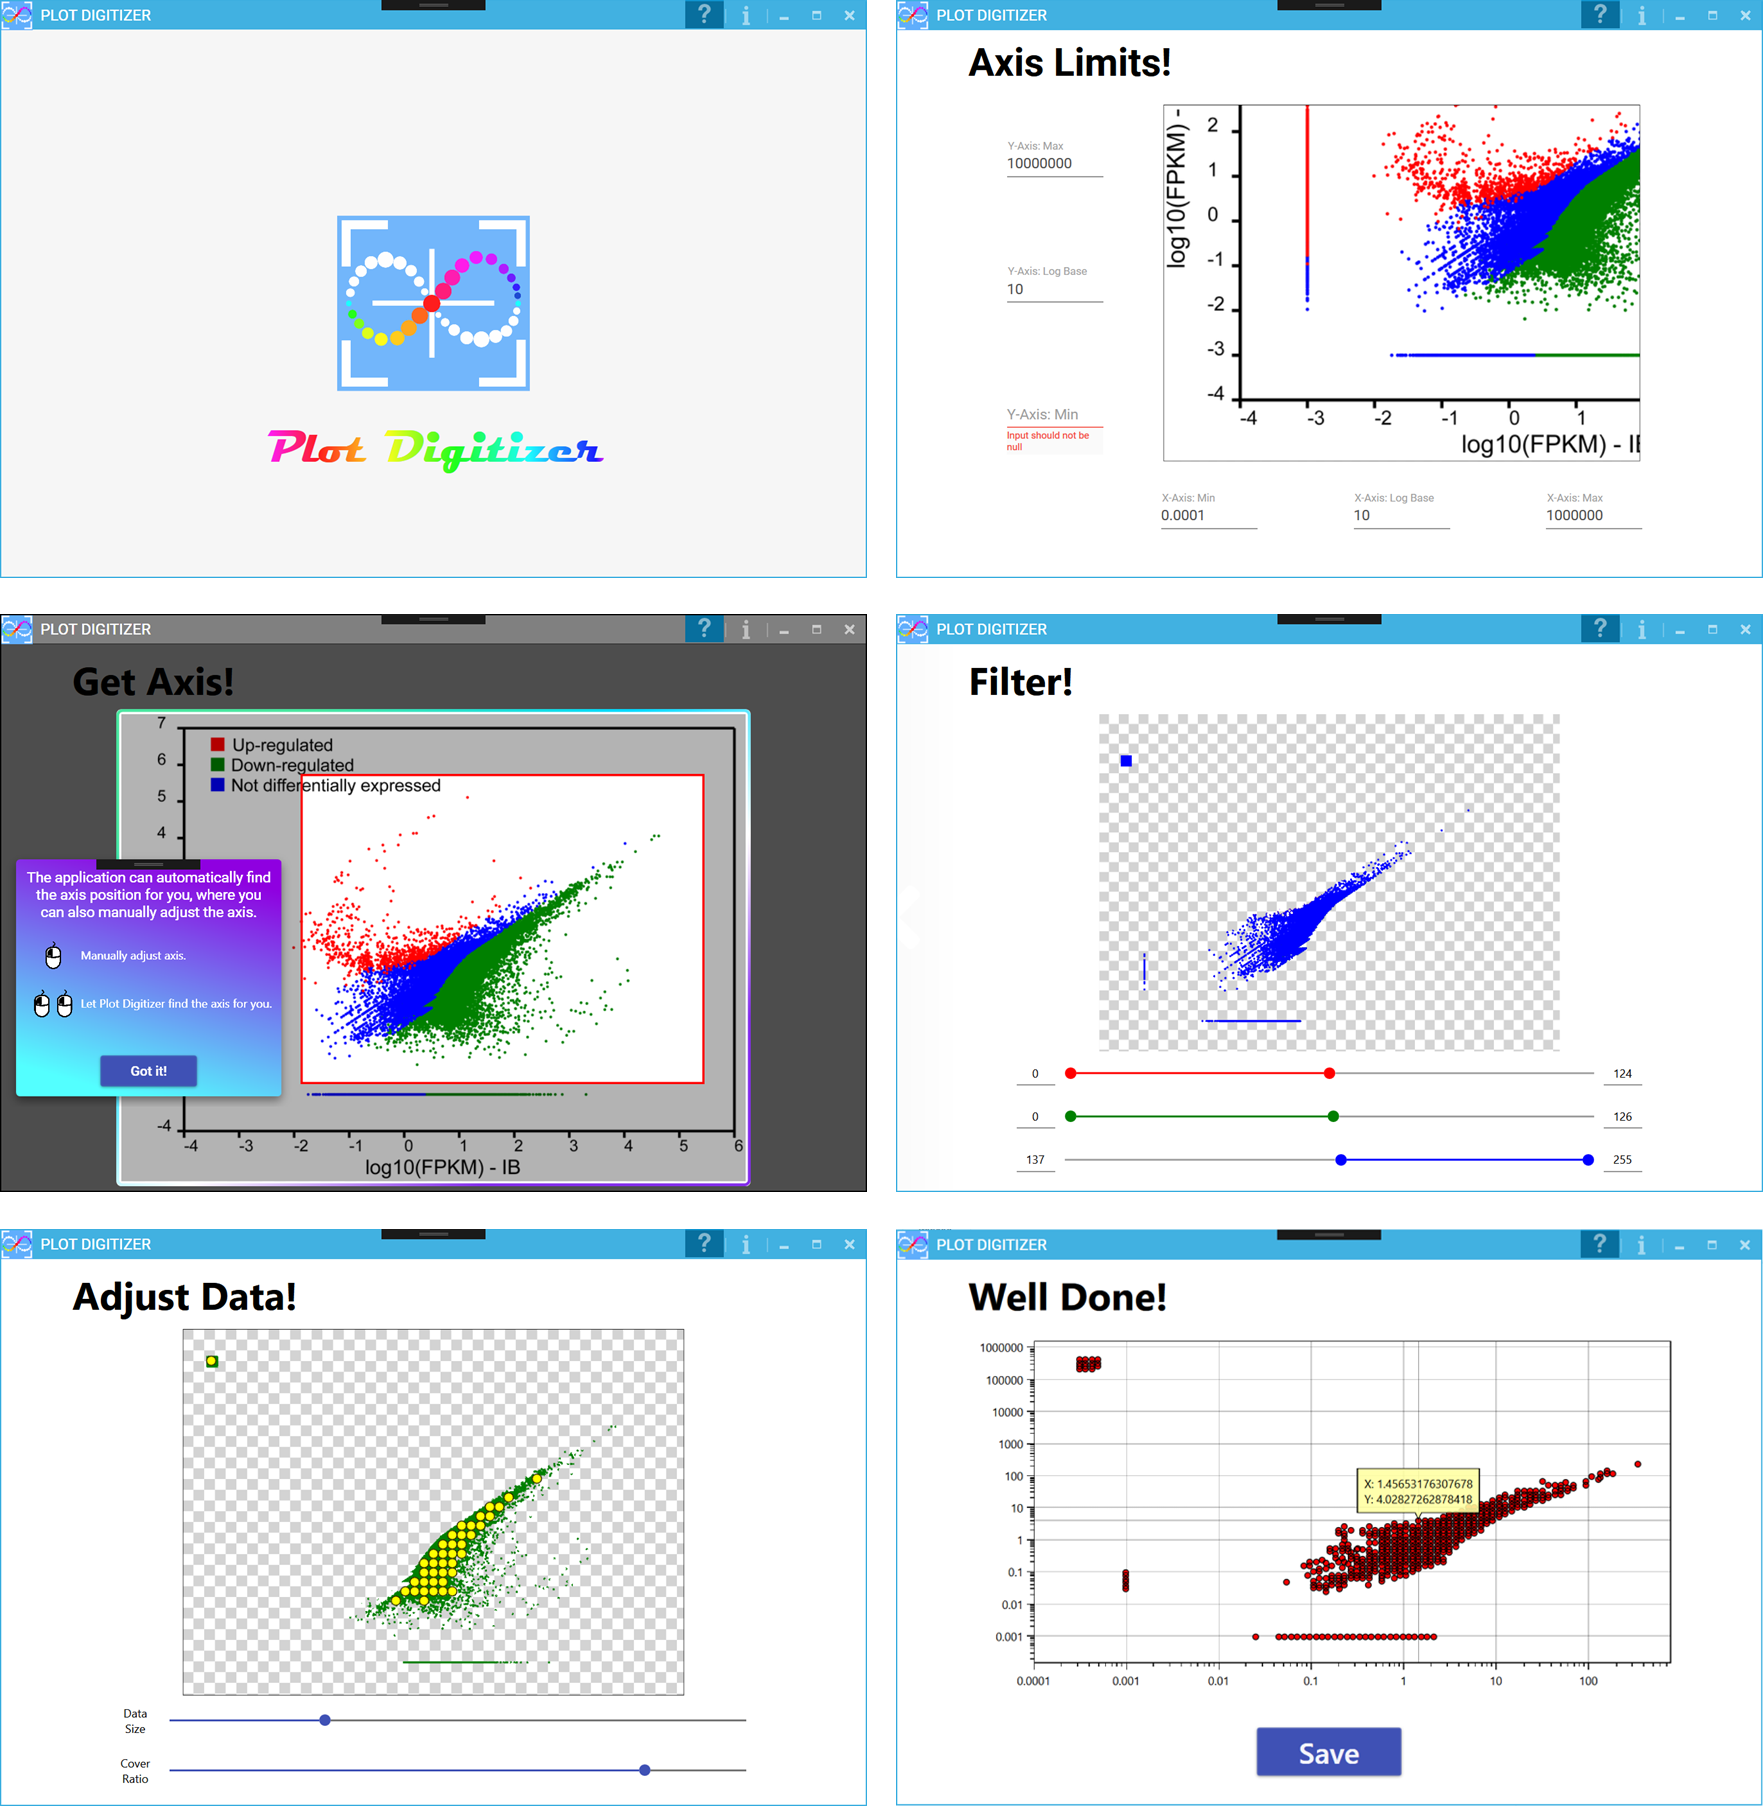 PLOT DIGITIZER
?
i
Plot Digitizer
PLOT DIGITIZER
?
i
Axis Limits!
Y-Axis: Max
10000000
Y-Axis: Log Base
10
Y-Axis: Min
Input should not be
null
log10(FPKM) -
2
1
0
-1
-2
-3
-4
-4
-3
-2
-1
0
1
log10(FPKM) - IB
X-Axis: Min
0.0001
X-Axis: Log Base
10
X-Axis: Max
1000000
PLOT DIGITIZER
?
i
Get Axis!
7
6
5
4
-4
Up-regulated
Down-regulated
Not differentially expressed
The application can automatically find
the axis position for you, where you
can also manually adjust the axis.
Manually adjust axis.
Let Plot Digitizer find the axis for you.
Got it!
-4
-3
-2
-1
0
1
2
3
4
5
6
log10(FPKM) - IB
PLOT DIGITIZER
?
i
Filter!
0
124
0
126
137
255
PLOT DIGITIZER
?
i
Adjust Data!
Data
Size
Cover
Ratio
PLOT DIGITIZER
?
i
Well Done!
1000000
100000
10000
1000
100
10
1
0.1
0.01
0.001
X: 1.45653176307678
Y: 4.02827262878418
0.0001
0.001
0.01
0.1
1
10
100
Save